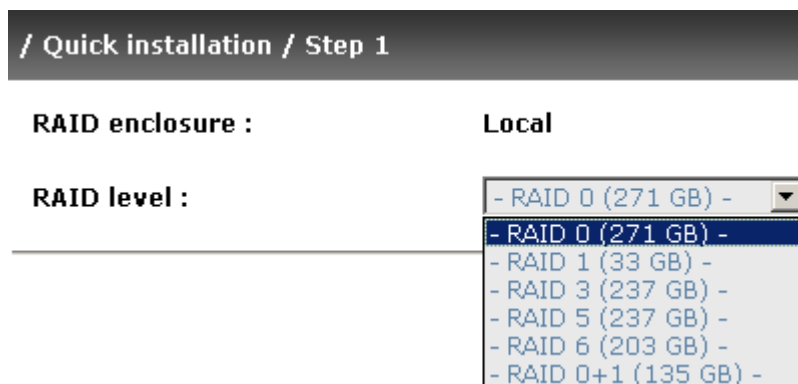 / Quick installation / Step 1
RAID enclosure : Local
RAID level : - RAID 0 (271 GB) -
- RAID 0 (271 GB) -
- RAID 1 (33 GB) -
- RAID 3 (237 GB) -
- RAID 5 (237 GB) -
- RAID 6 (203 GB) -
- RAID 0+1 (135 GB) -